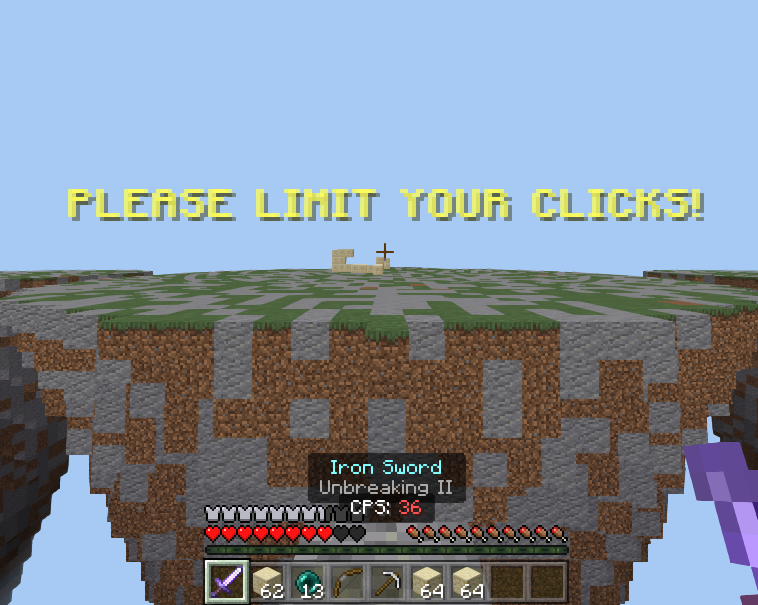 PLEASE LIMIT YOUR CLICKS!
Iron Sword
Unbreaking II
CPS: 36
62 13 64 64